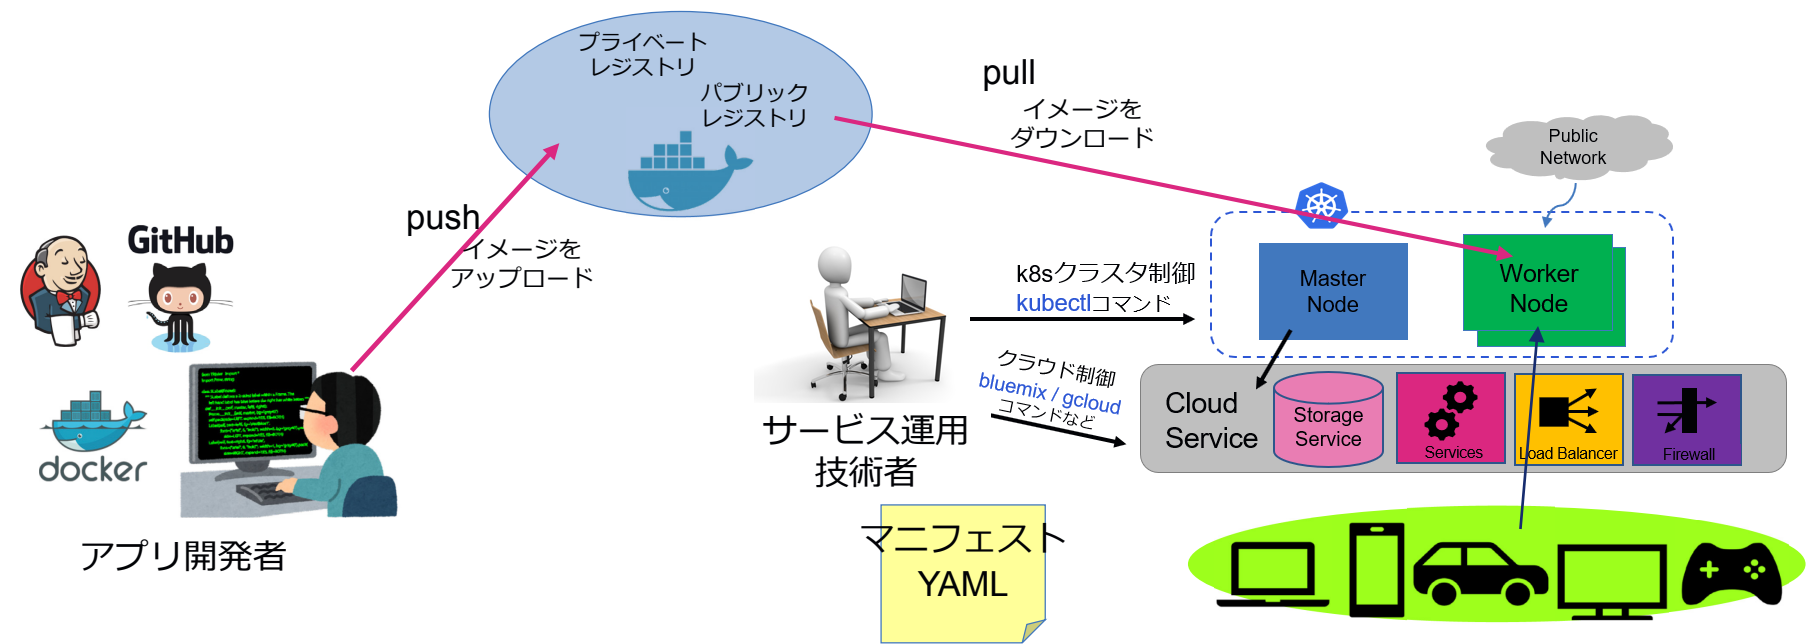 プライベート
レジストリ
パブリック
レジストリ
pull
イメージを
ダウンロード
Public
Network
push
イメージを
アップロード
GitHub
docker
アプリ開発者
k8sクラスタ制御
kubectlコマンド
クラウド制御
bluemix / gcloud
コマンドなど
サービス運用
技術者
マニフェスト
YAML
Master
Node
Worker
Node
Cloud
Service
Storage
Service
Services
Load Balancer
Firewall